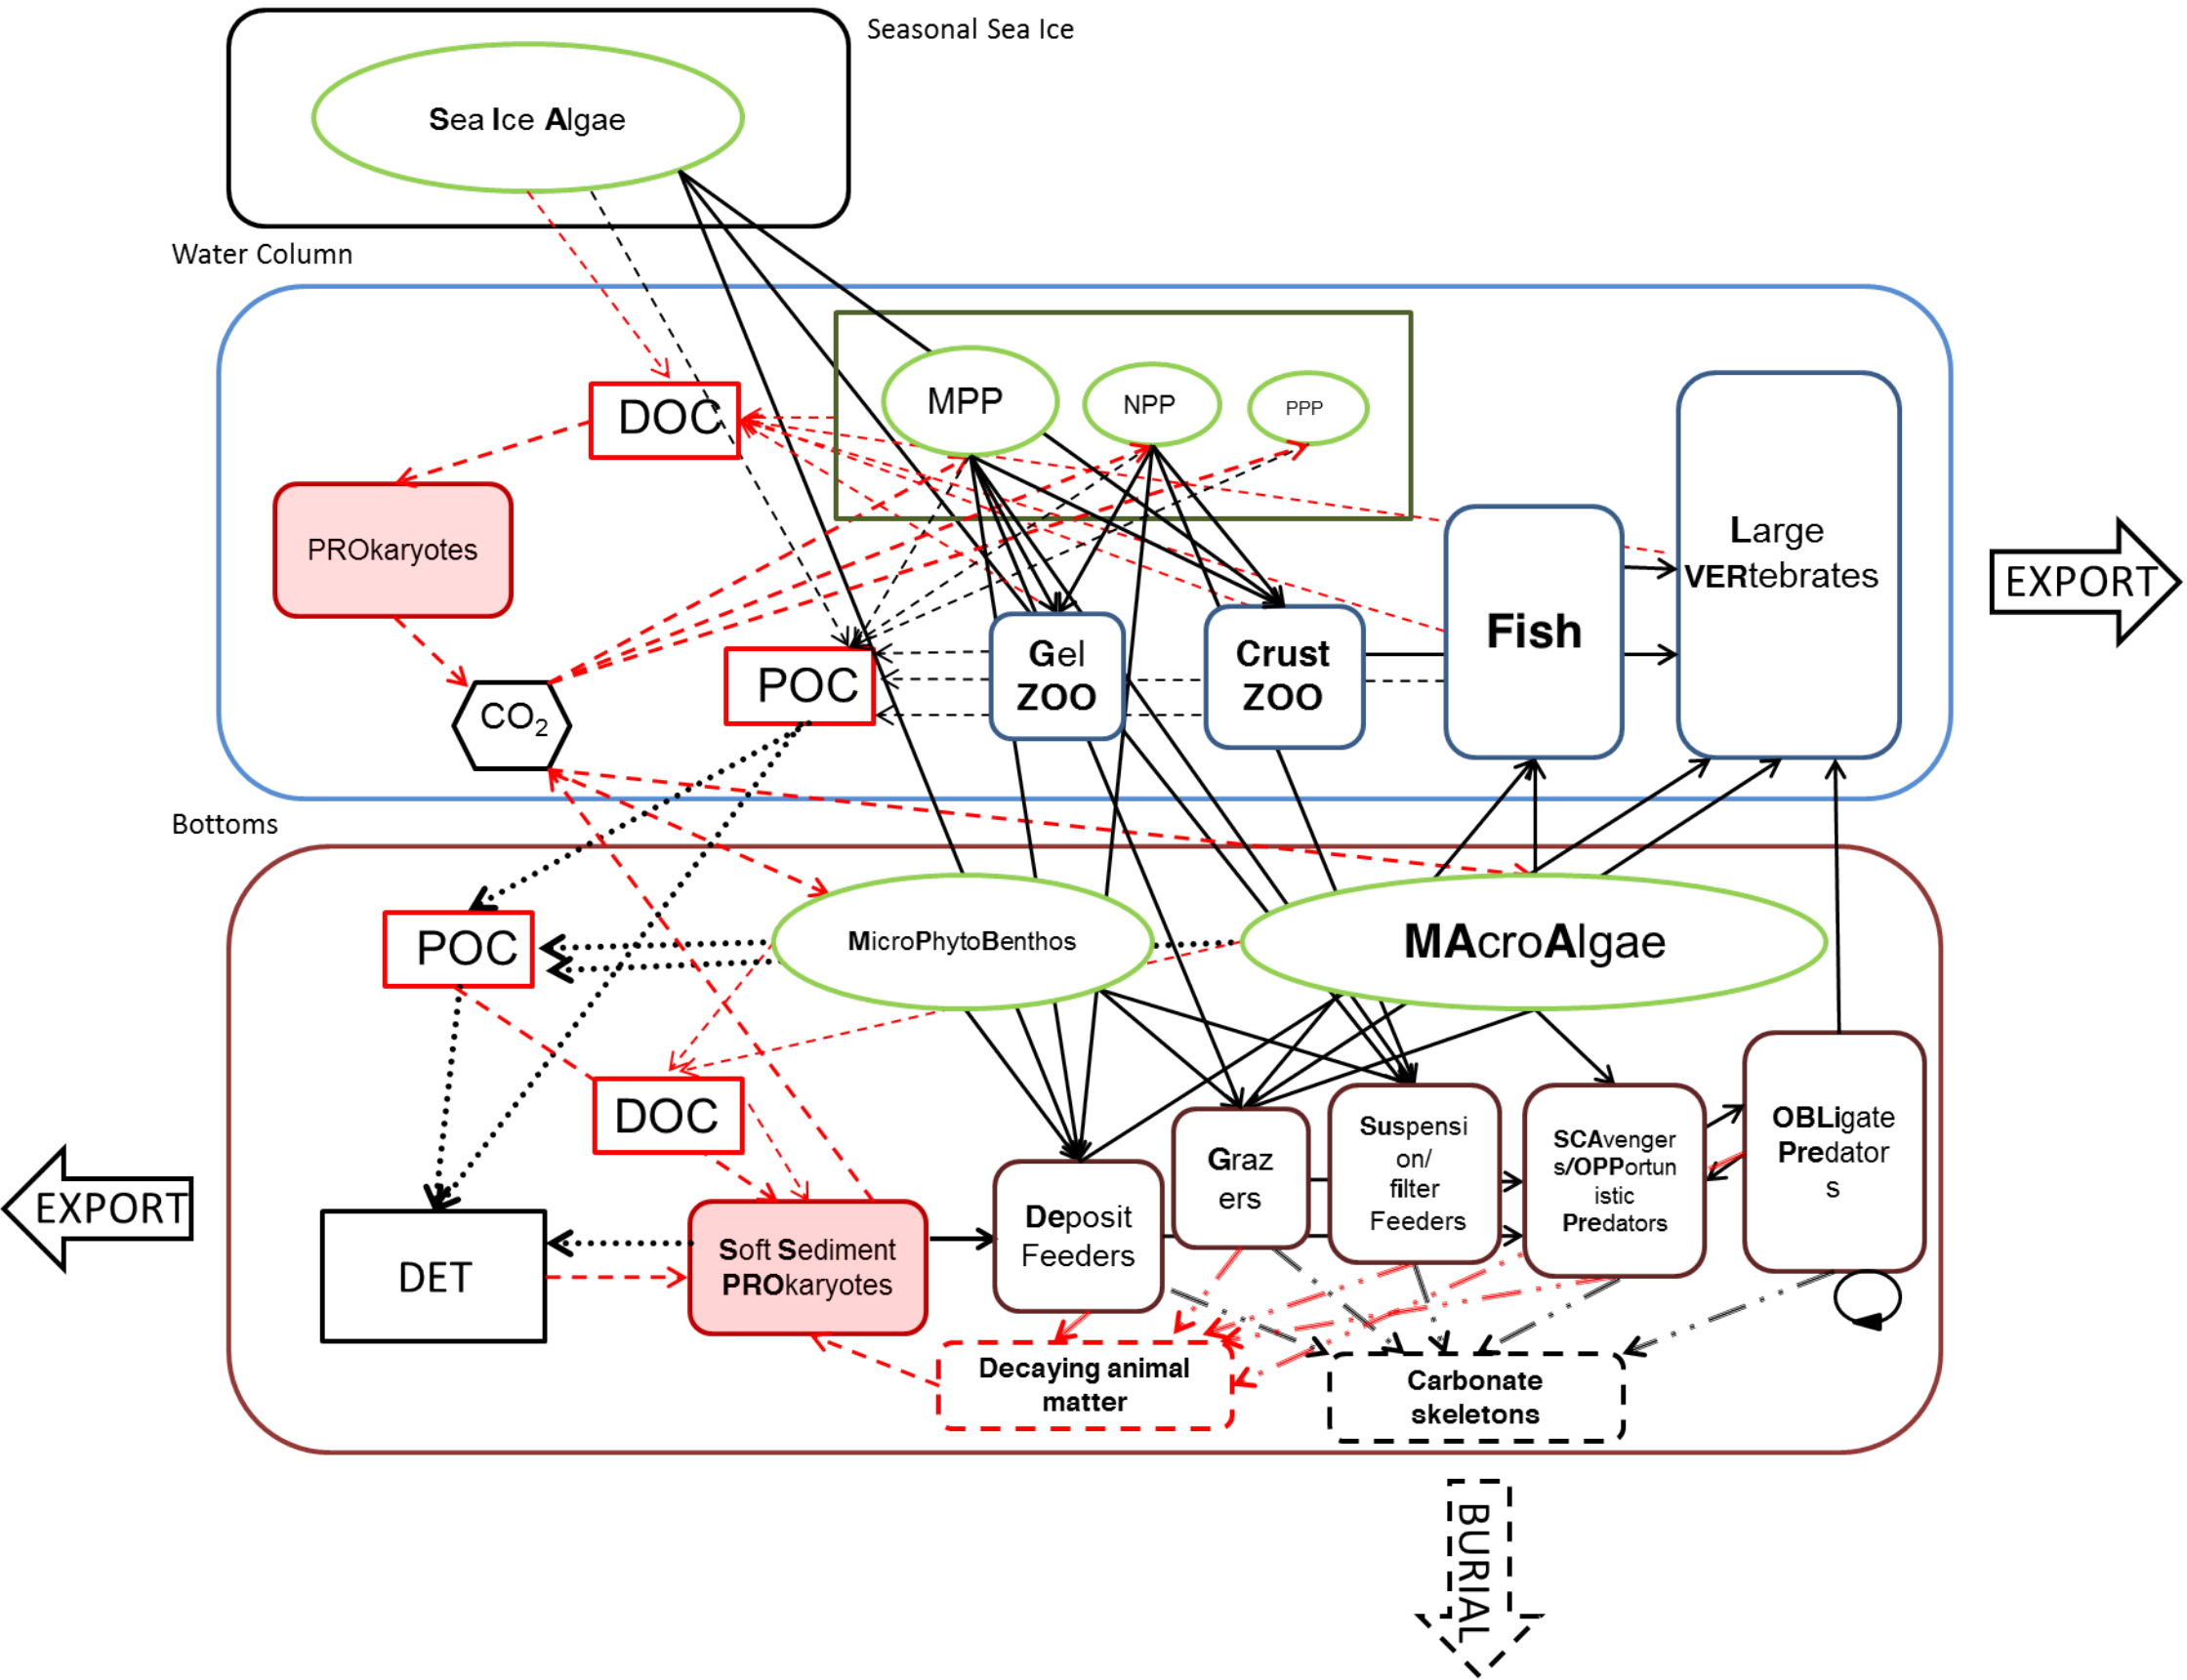 Seasonal Sea Ice
Sea Ice Algae
Water Column
MPP
NPP
PPP
DOC
PROkaryotes
Large
VERtebrates
EXPORT
Fish
Gel
ZOO
Crust
ZOO
POC
CO2
Bottoms
POC
MicroPhytoBenthos
MAcroAlgae
DOC
Suspensi
on/
filter
Feeders
SCAvenger
s/OPPortun
istic
Predators
OBLigate
Predator
s
Graz
ers
EXPORT
DET
Soft Sediment
PROkaryotes
Deposit
Feeders
Decaying animal
matter
Carbonate
skeletons
BURIAL